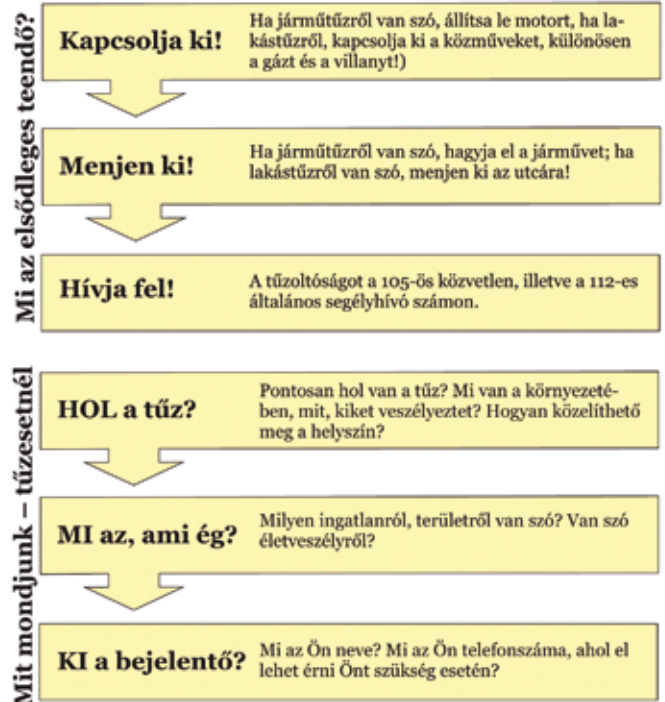 Mi az elsődleges teendő?
Kapcsolja ki!
Ha járműtűzről van szó, állítsa le motort, ha la-
kástűzről, kapcsolja ki a közműveket, különösen
a gázt és a villanyt!)
Menjen ki!
Ha járműtűzről van szó, hagyja el a járművet; ha
lakástűzről van szó, menjen ki az utcára!
Hívja fel!
A tűzoltóságot a 105-ös közvetlen, illetve a 112-es
általános segélyhívó számon.
Mit mondjunk – tűzesetnél
HOL a tűz?
Pontosan hol van a tűz? Mi van a környezeté-
ben, mit, kiket veszélyeztet? Hogyan közelíthető
meg a helyszín?
MI az, ami ég?
Milyen ingatlanról, területről van szó? Van szó
életveszélyről?
KI a bejelentő?
Mi az Ön neve? Mi az Ön telefonszáma, ahol el
lehet érni Önt szükség esetén?